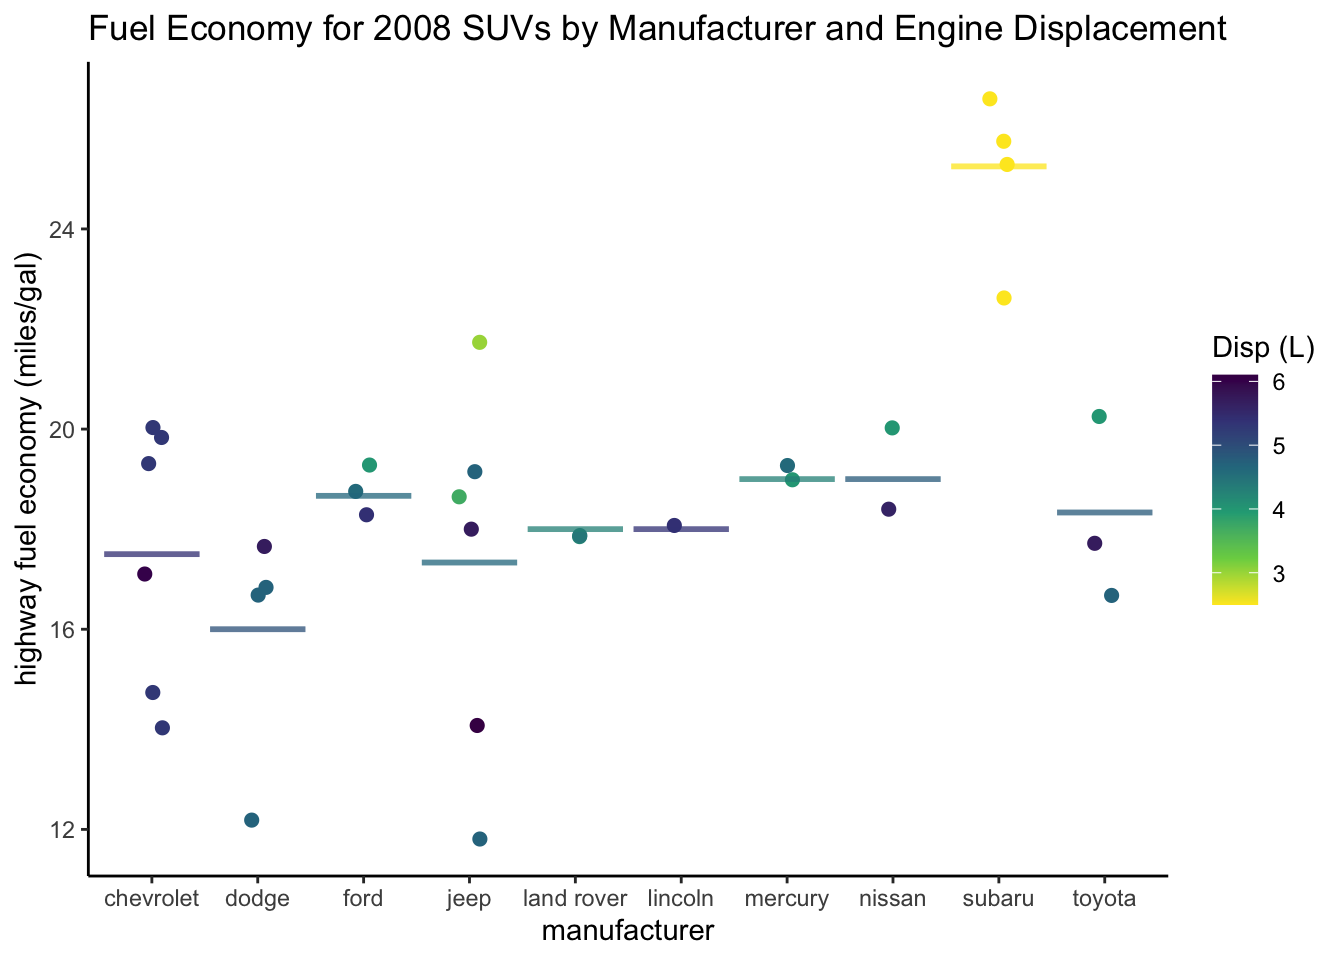 Fuel Economy for 2008 SUVs by Manufacturer and Engine Displacement
highway fuel economy (miles/gal)
24
20
16
12
chevrolet dodge ford jeep land rover lincoln mercury nissan subaru toyota
manufacturer
Disp (L)
6
5
4
3